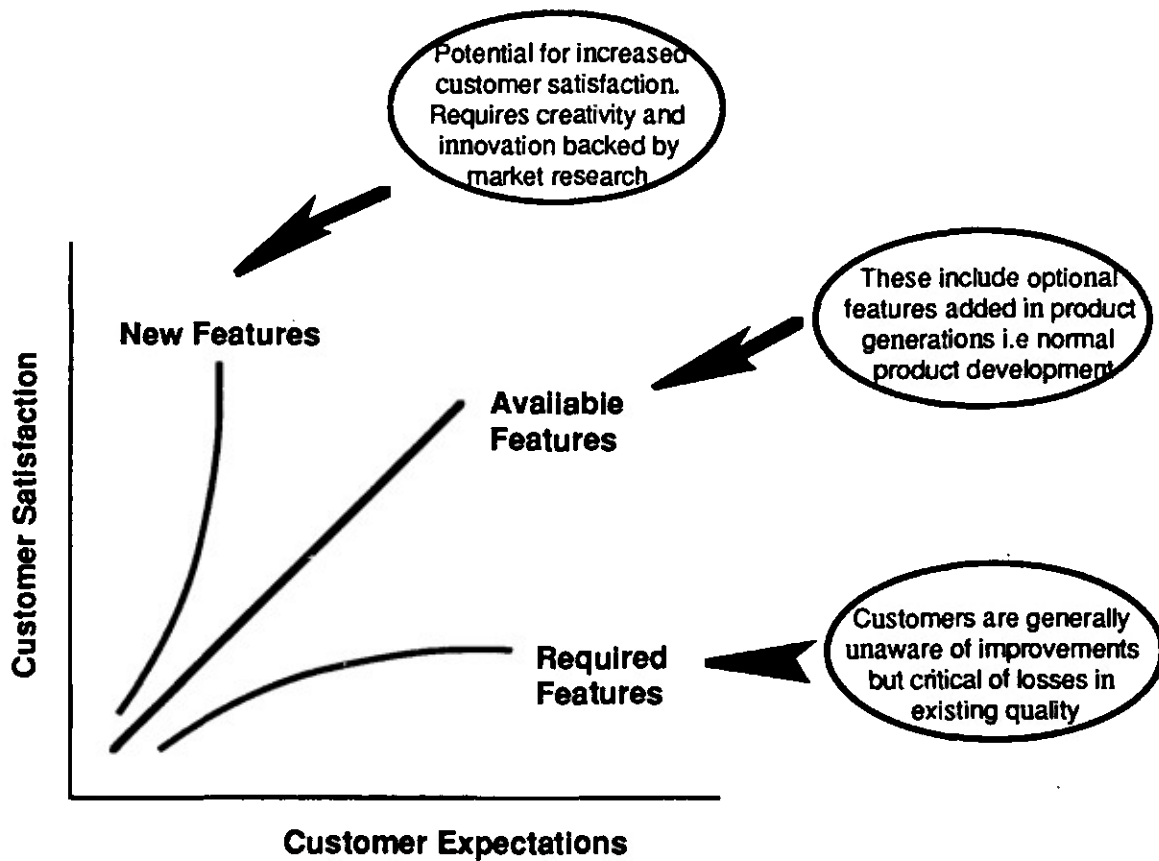 Potential for increased
customer satisfaction.
Requires creativity and
innovation backed by
market research
These include optional
features added in product
generations i.e normal
product development
New Features
Available
Features
Customers are generally
unaware of improvements
but critical of losses in
existing quality
Required
Features
Customer Satisfaction
Customer Expectations